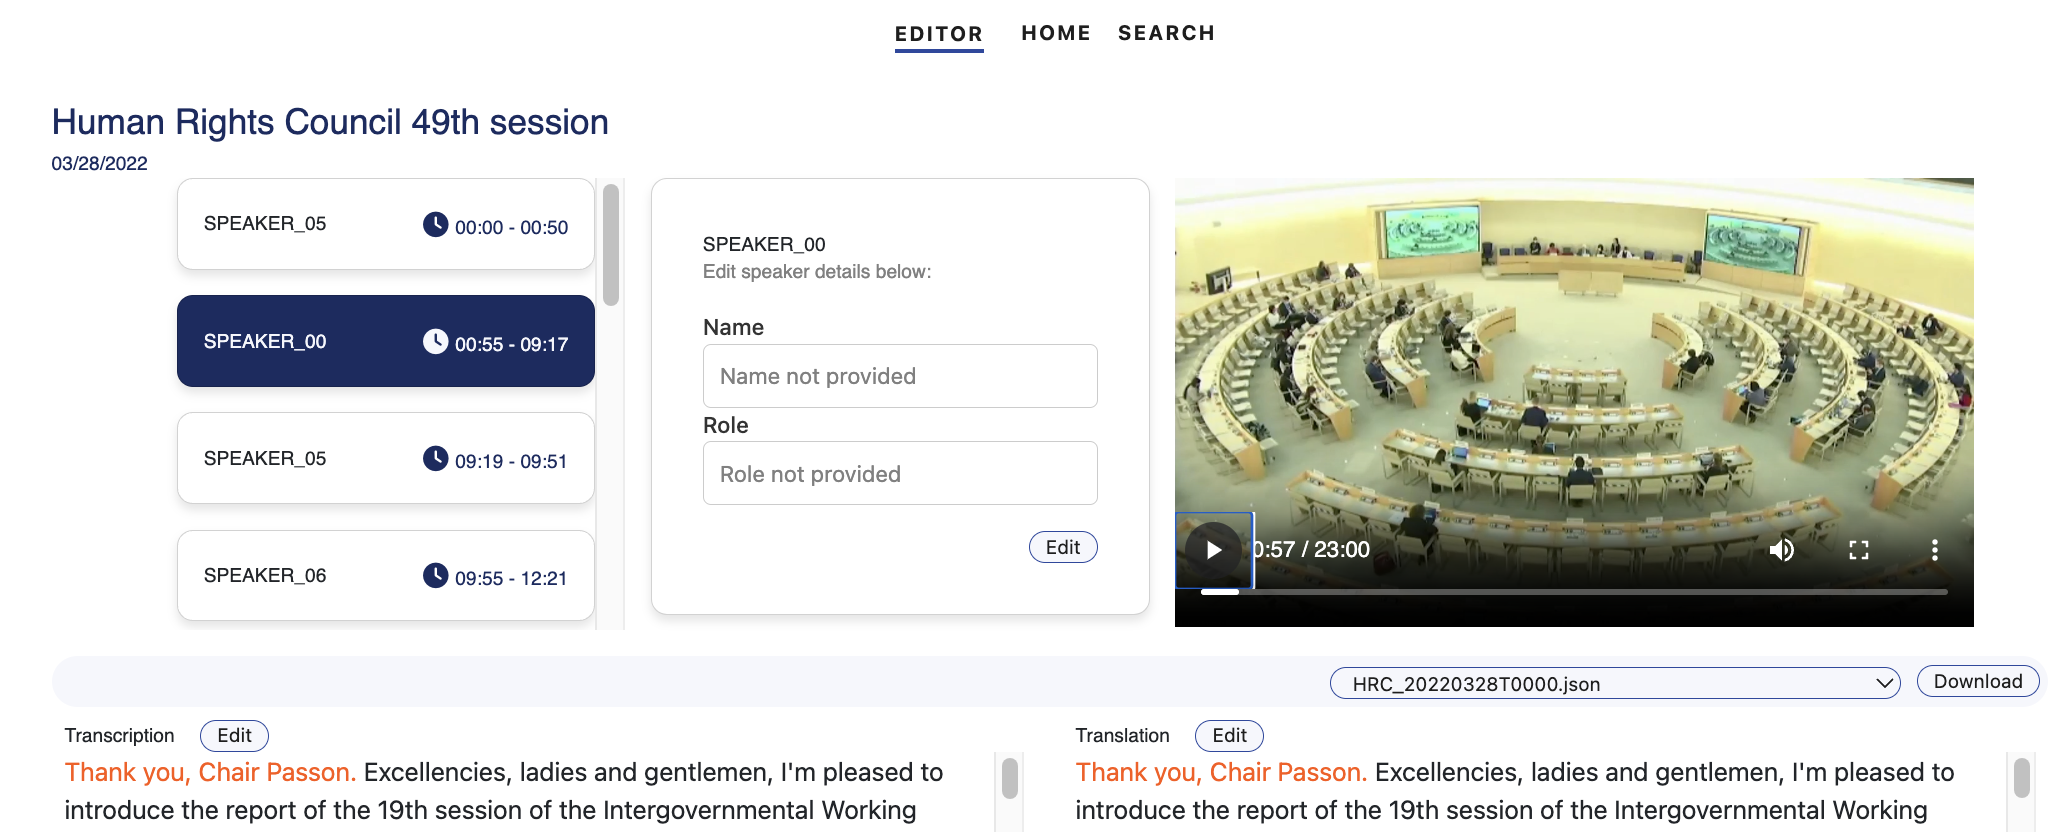 EDITOR HOME SEARCH
Human Rights Council 49th session
03/28/2022
SPEAKER_05 00:00 - 00:50
SPEAKER_00 00:55 - 09:17
SPEAKER_05 09:19 - 09:51
SPEAKER_06 09:55 - 12:21
SPEAKER_00
Edit speaker details below:
Name
Name not provided
Role
Role not provided
Edit
0:57 / 23:00
HRC_20220328T0000.json
Download
Transcription Edit
Thank you, Chair Passon. Excellencies, ladies and gentlemen, I'm pleased to
introduce the report of the 19th session of the Intergovernmental Working
Translation Edit
Thank you, Chair Passon. Excellencies, ladies and gentlemen, I'm pleased to
introduce the report of the 19th session of the Intergovernmental Working